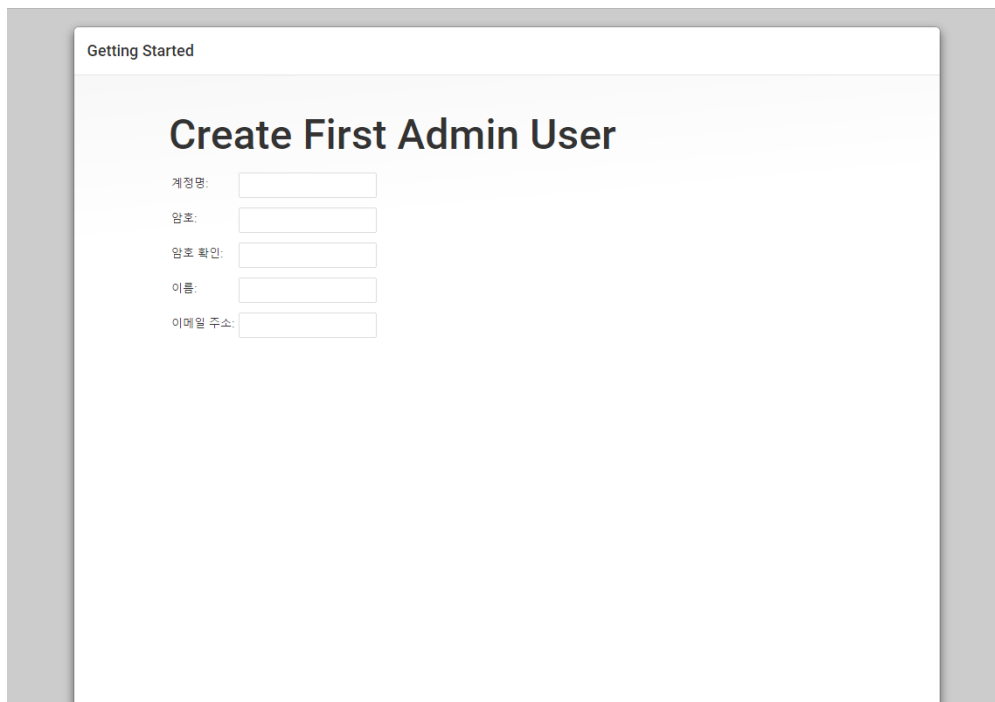 Getting Started
Create First Admin User
계정명:
암호:
암호 확인:
이름:
이메일 주소: